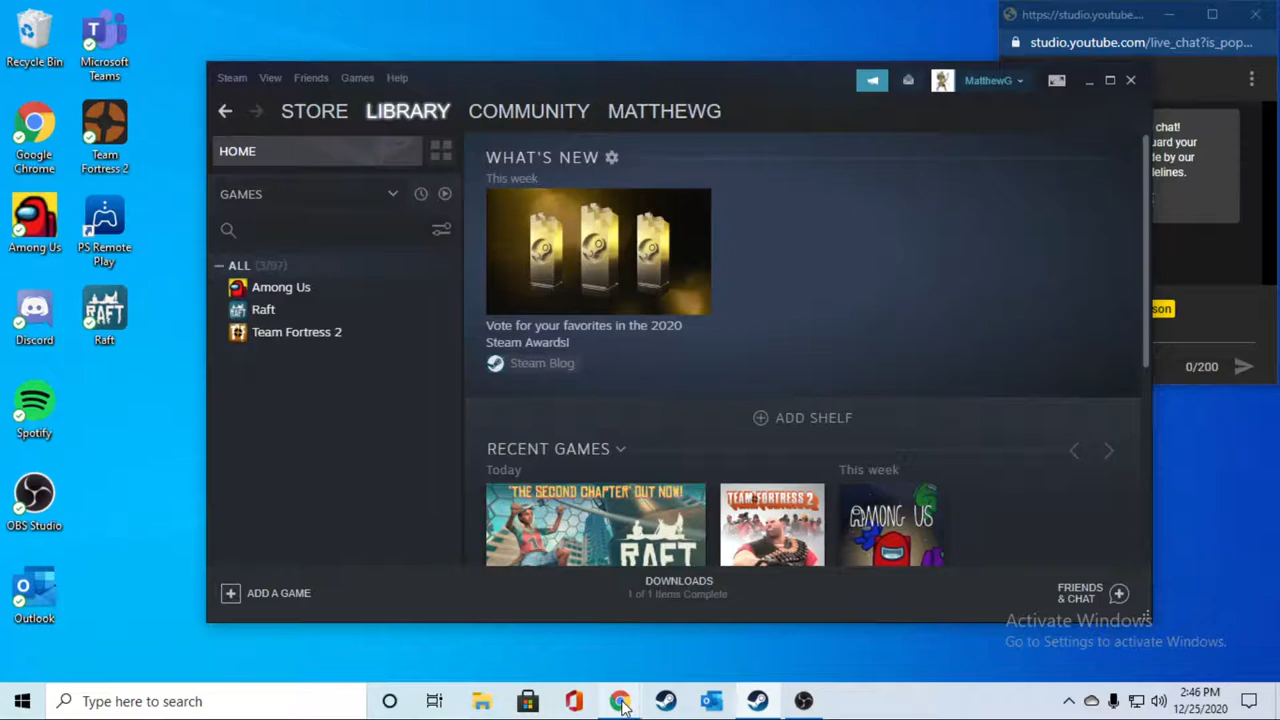 Recycle Bin
Microsoft Teams
Google Chrome
Team Fortress 2
Among Us
PS Remote Play
Discord
Raft
Spotify
OBS Studio
Outlook
Steam View Friends Games Help
MatthewG
STORE LIBRARY COMMUNITY MATTHEWG
HOME
GAMES
ALL (3/97)
Among Us
Raft
Team Fortress 2
WHAT'S NEW
This week
Vote for your favorites in the 2020
Steam Awards!
Steam Blog
ADD SHELF
RECENT GAMES
Today
This week
"THE SECOND CHAPTER" OUT NOW!
RAFT
TEAM FORTRESS 2
AMONG US
ADD A GAME
DOWNLOADS
1 of 1 Items Complete
FRIENDS
& CHAT
https://studio.youtube....
studio.youtube.com/live_chat?is_pop...
chat!
uard your
de by our
delines.
son
0/200
Activate Windows
Go to Settings to activate Windows.
Type here to search
2:46 PM
12/25/2020